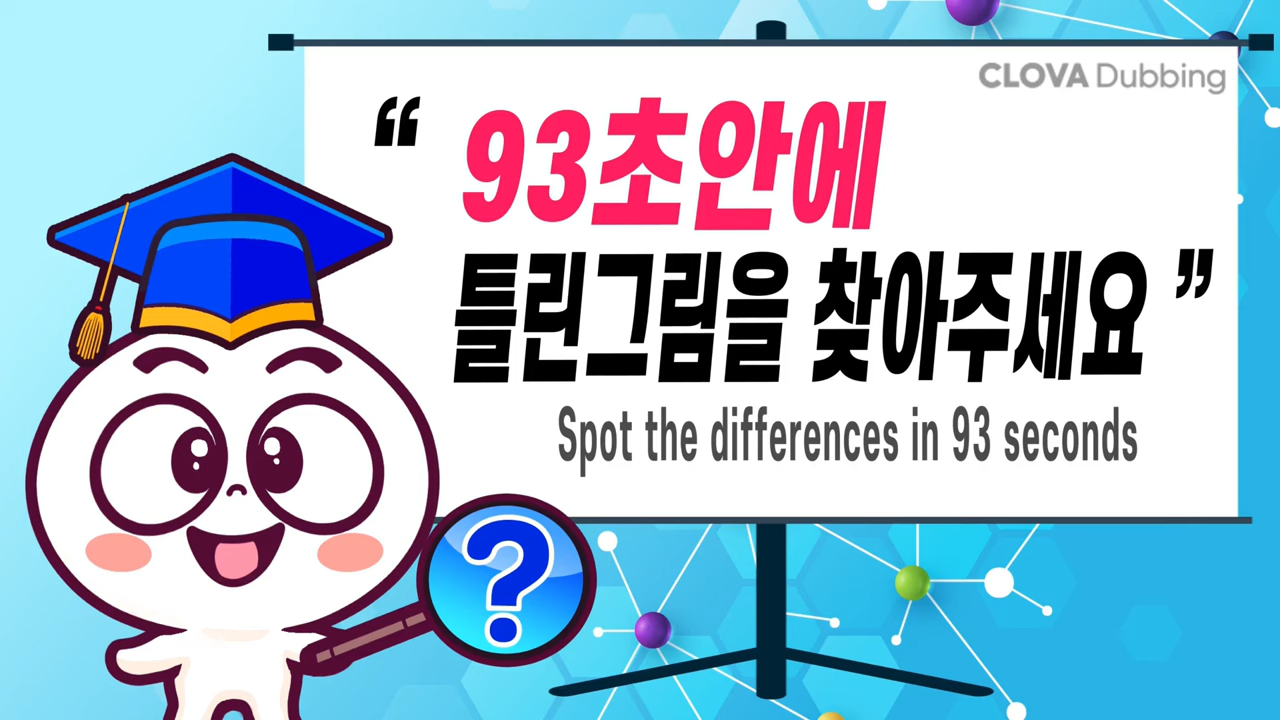 CLOVA Dubbing
“ 93초안에
틀린그림을 찾아주세요 ”
Spot the differences in 93 seconds
?